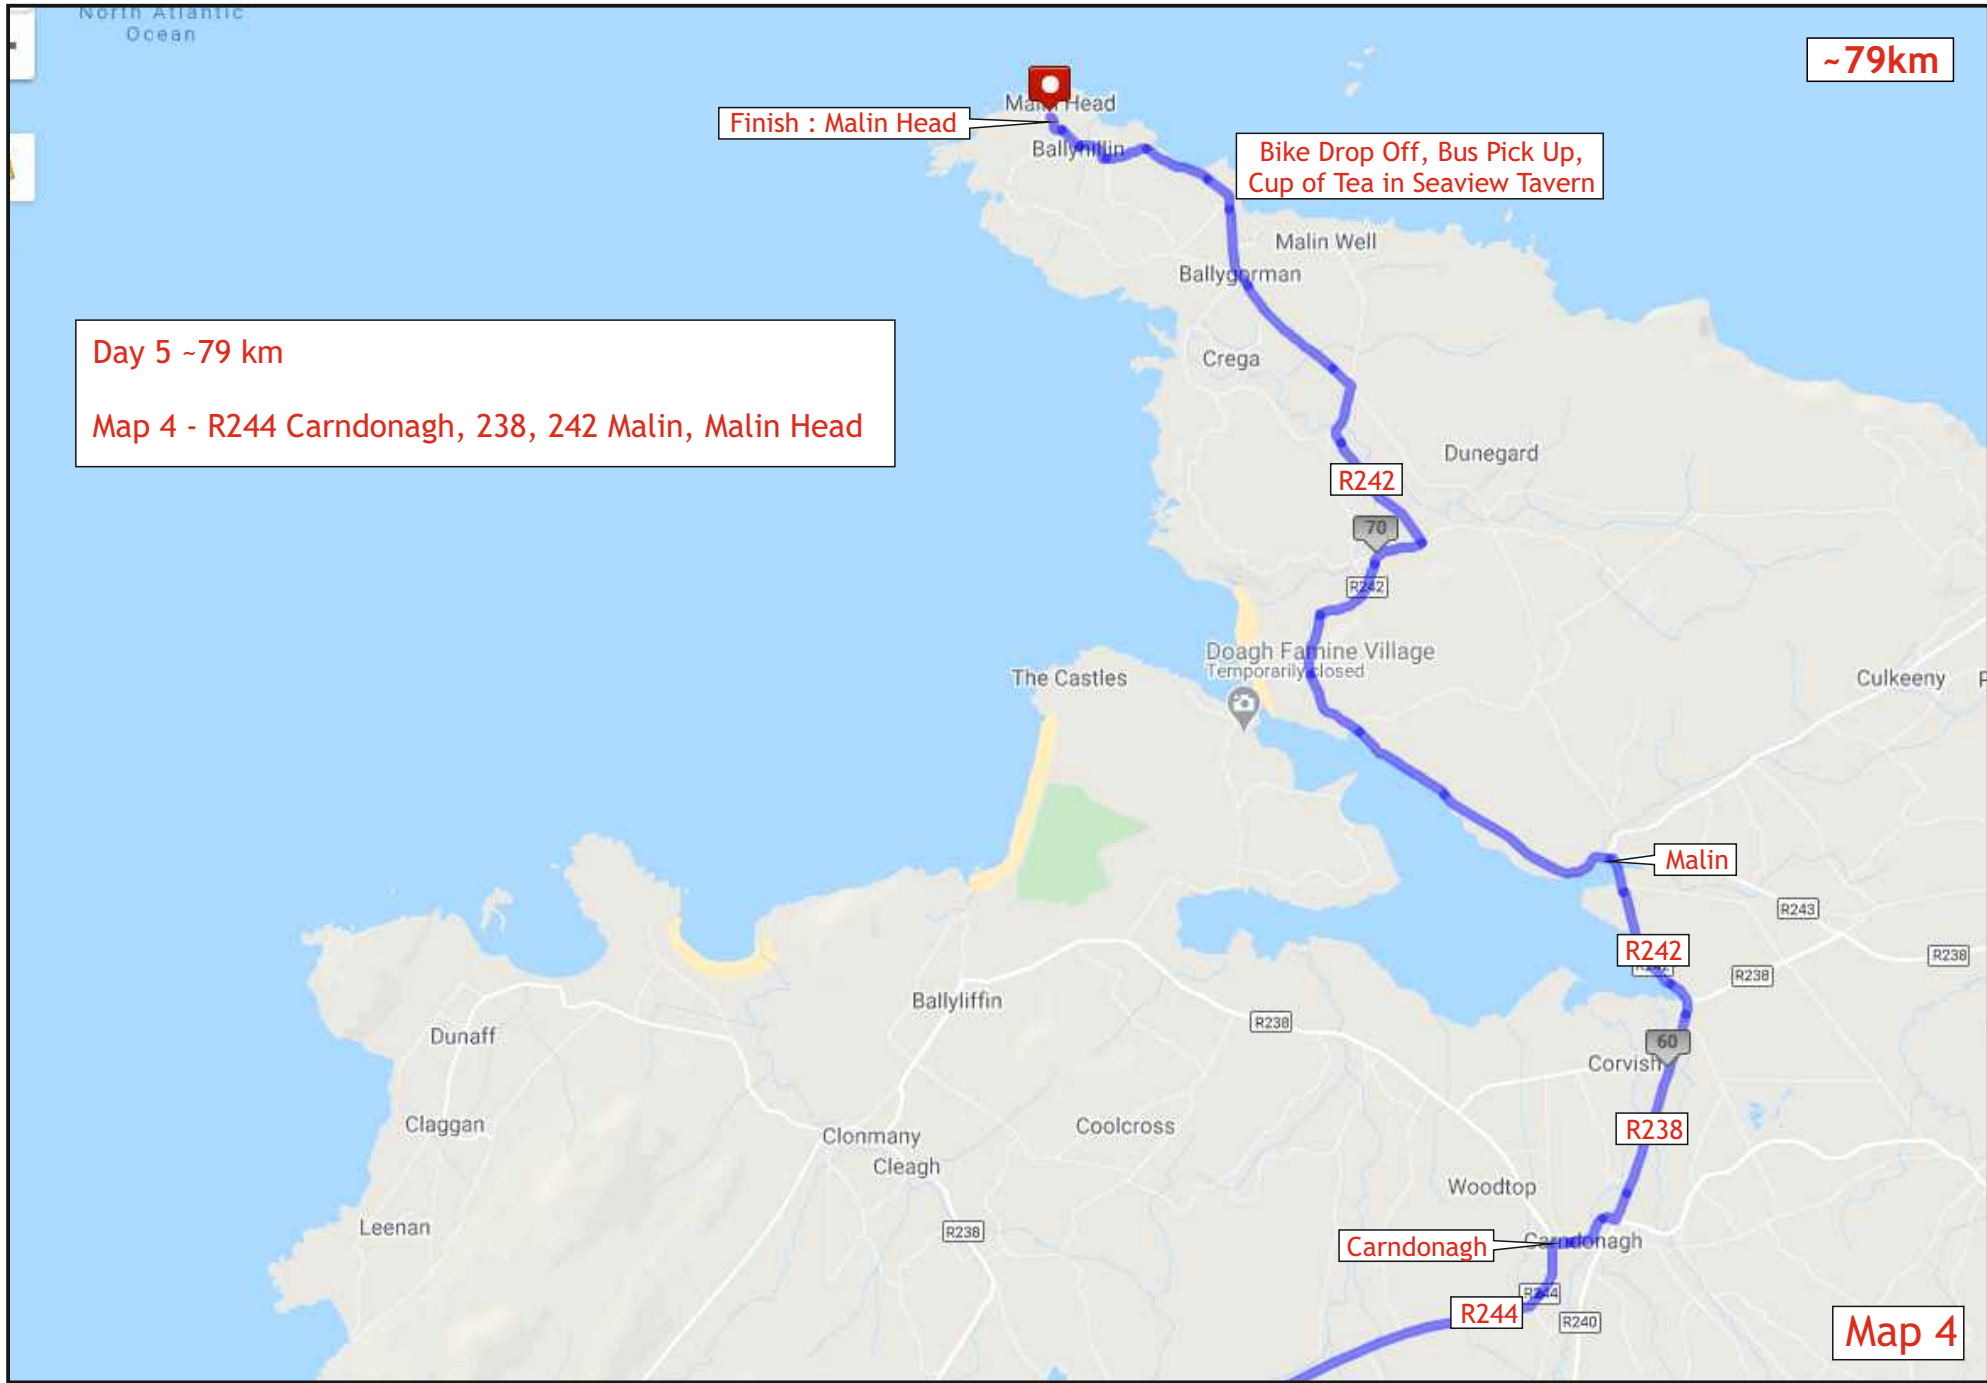 North Atlantic
Ocean
~79km
Malin Head
Finish : Malin Head
Ballyhillin
Bike Drop Off, Bus Pick Up,
Cup of Tea in Seaview Tavern
Malin Well
Ballygorman
Day 5 ~79 km
Crega
Map 4 - R244 Carndonagh, 238, 242 Malin, Malin Head
Dunegard
R242
70
R242
Doagh Famine Village
Temporarily closed
The Castles
Culkeeny
Malin
R243
R242
R238
R238
Ballyliffin
R238
Dunaff
60
Corvish
Claggan
Coolcross
R238
Clonmany
Cleagh
Woodtop
Leenan
R238
Carndonagh
Carndonagh
R244
R244
R240
Map 4